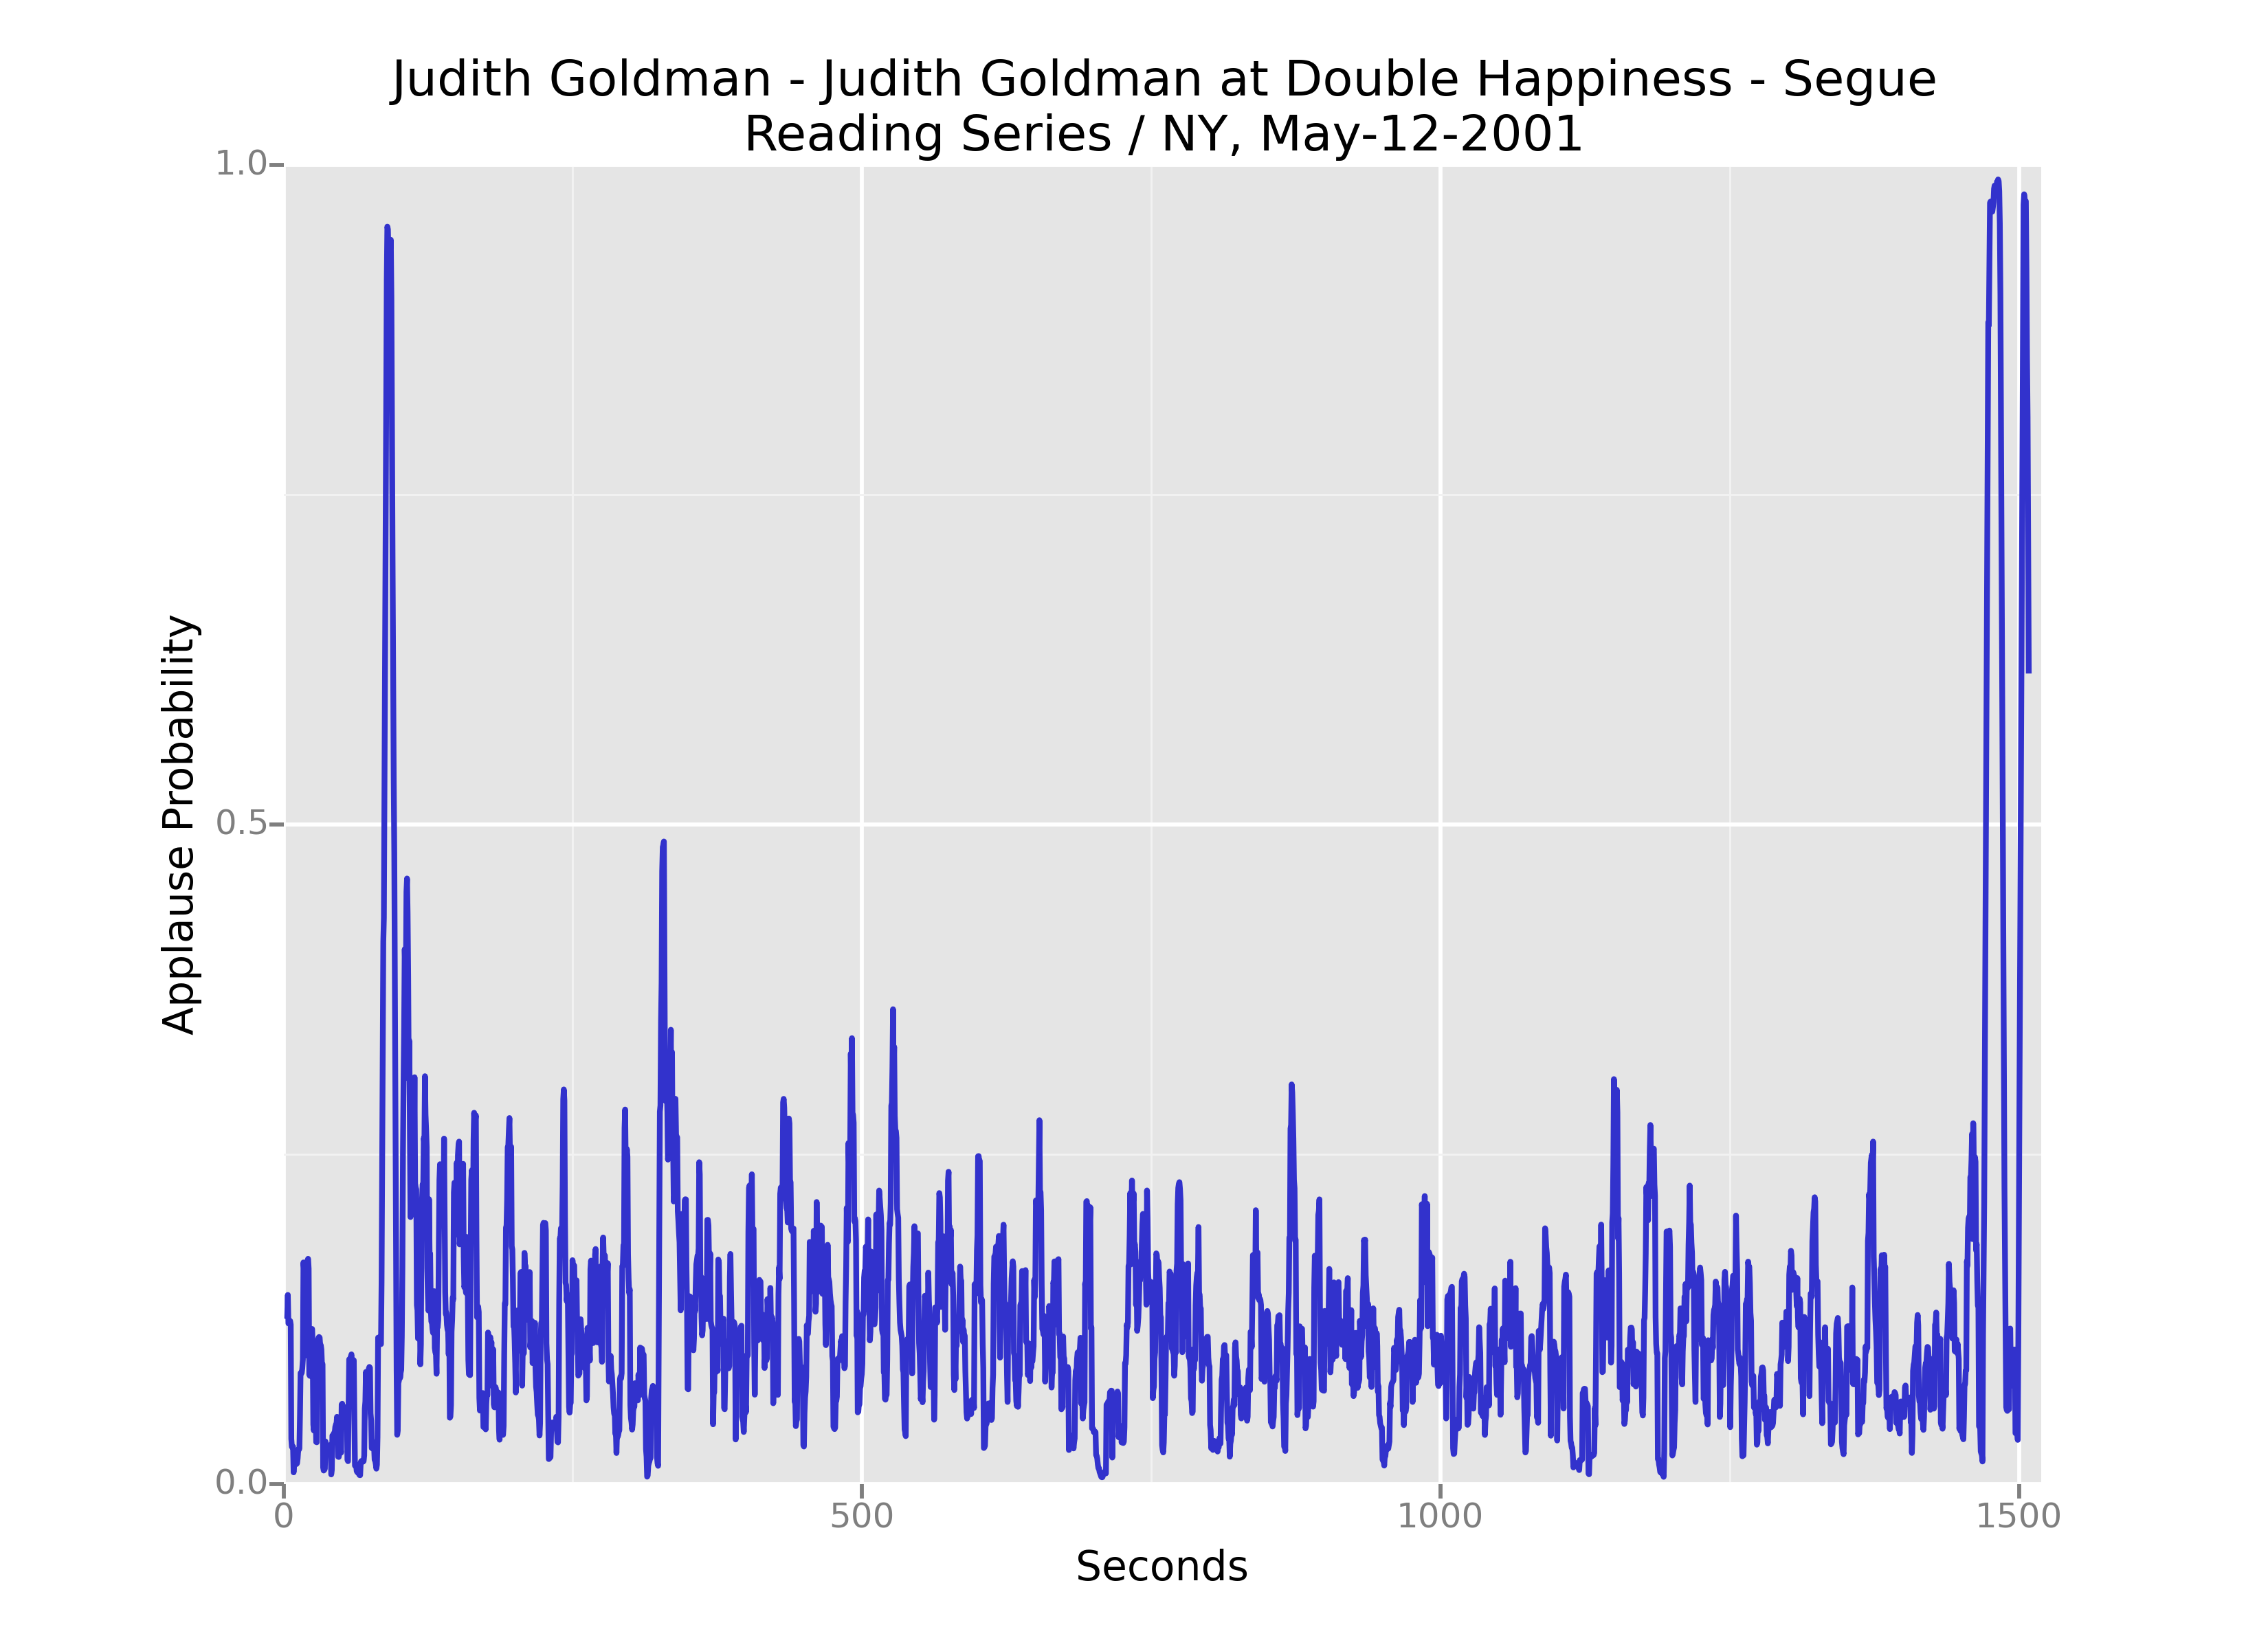 Judith Goldman - Judith Goldman at Double Happiness - Segue
Reading Series / NY, May-12-2001
1.0
0.5
0.0
Applause Probability
0
500
1000
1500
Seconds